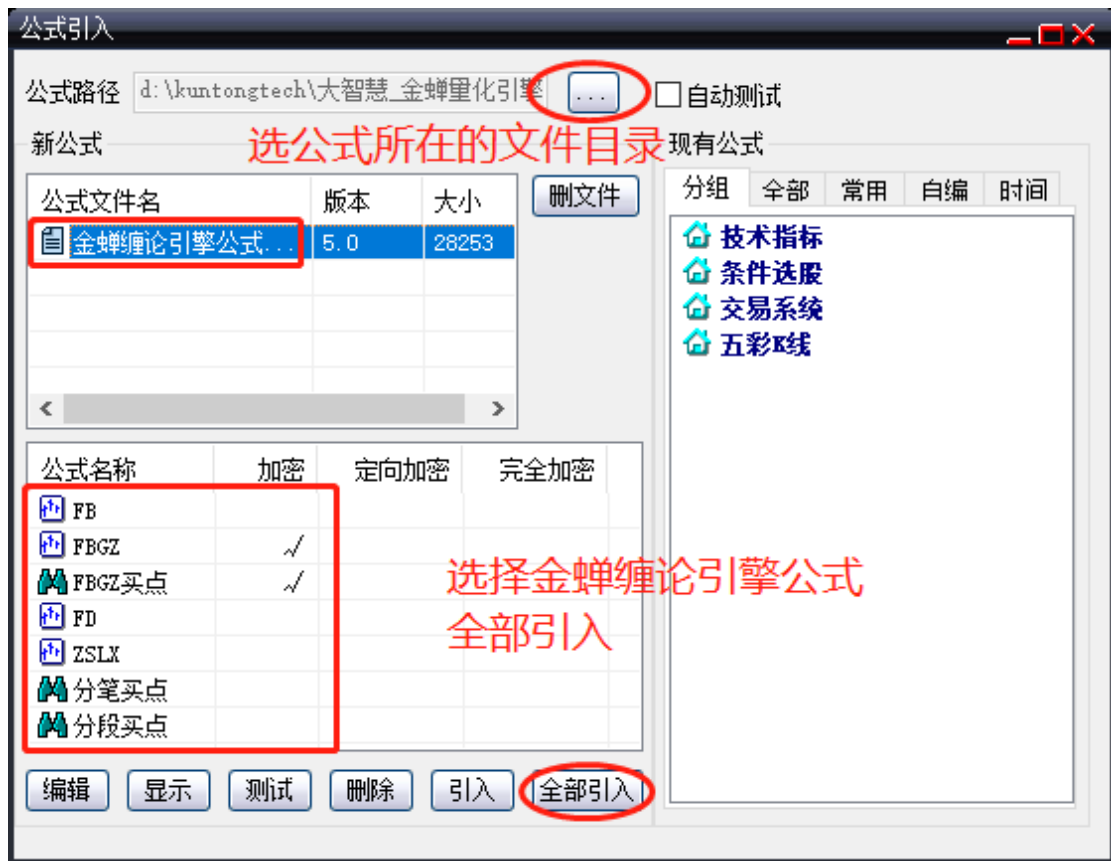 公式引入
公式路径 d:\kuntongtech\大智慧_金蝉量化引擎 ... 自动测试
选公式所在的文件目录
新公式
现有公式
公式文件名 版本 大小
删文件
金蝉缠论引擎公式... 5.0 28253
分组 全部 常用 自编 时间
技术指标
条件选股
交易系统
五彩K线
公式名称 加密 定向加密 完全加密
FB
FBGZ √
FBGZ买点 √
FD
ZSLX
分笔买点
分段买点
选择金蝉缠论引擎公式
全部引入
编辑 显示 测试 删除 引入 全部引入